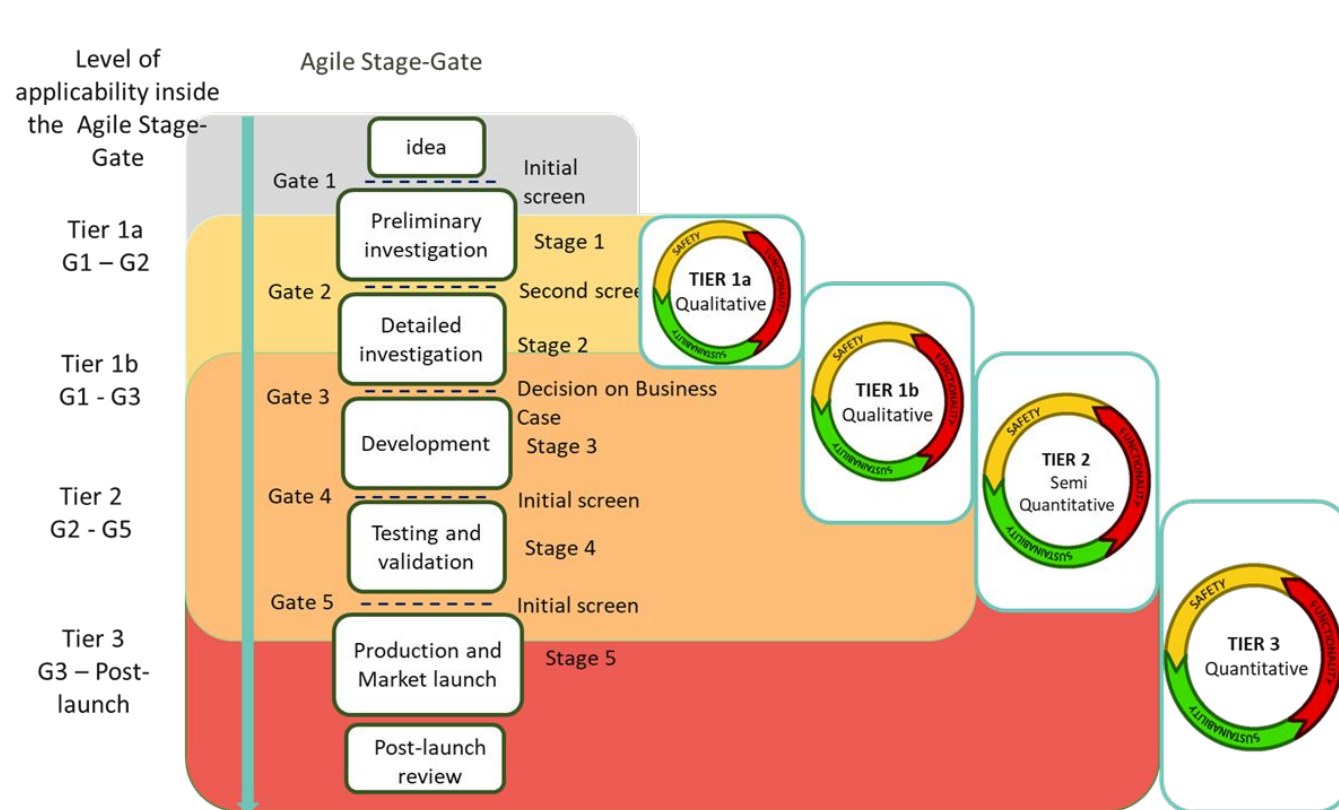 Level of
applicability inside
the Agile Stage-
Gate
Agile Stage-Gate
idea
Gate 1
Initial
screen
Tier 1a
G1 – G2
Preliminary
investigation
Stage 1
Gate 2
Second scree
Detailed
investigation
Stage 2
Tier 1b
G1 - G3
Gate 3
Decision on Business
Case
Development
Stage 3
Tier 2
G2 - G5
Gate 4
Initial screen
Testing and
validation
Stage 4
Gate 5
Initial screen
Tier 3
G3 – Post-
launch
Production and
Market launch
Stage 5
Post-launch
review
SAFETY
FUNCTIONALITY
SUSTAINABILITY
TIER 1a
Qualitative
SAFETY
FUNCTIONALITY
SUSTAINABILITY
TIER 1b
Qualitative
SAFETY
FUNCTIONALITY
SUSTAINABILITY
TIER 2
Semi
Quantitative
SAFETY
FUNCTIONALITY
SUSTAINABILITY
TIER 3
Quantitative